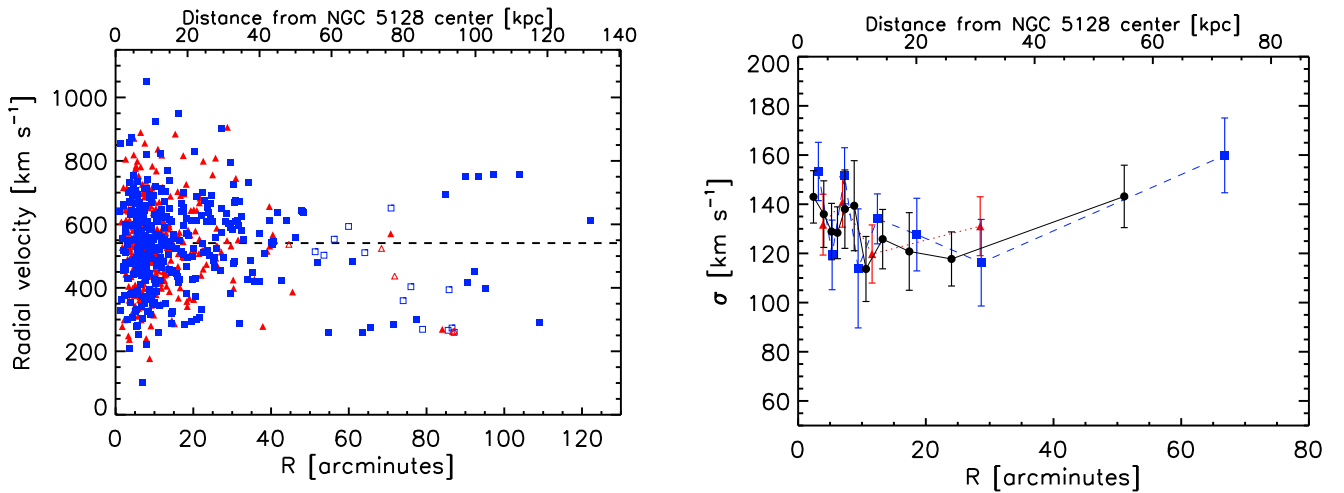 Distance from NGC 5128 center [kpc]
0 20 40 60 80 100 120 140
Radial velocity [km s⁻¹]
1000
800
600
400
200
0
0 20 40 60 80 100 120
R [arcminutes]
Distance from NGC 5128 center [kpc]
0 20 40 60 80
σ [km s⁻¹]
200
180
160
140
120
100
80
60
0 20 40 60 80
R [arcminutes]